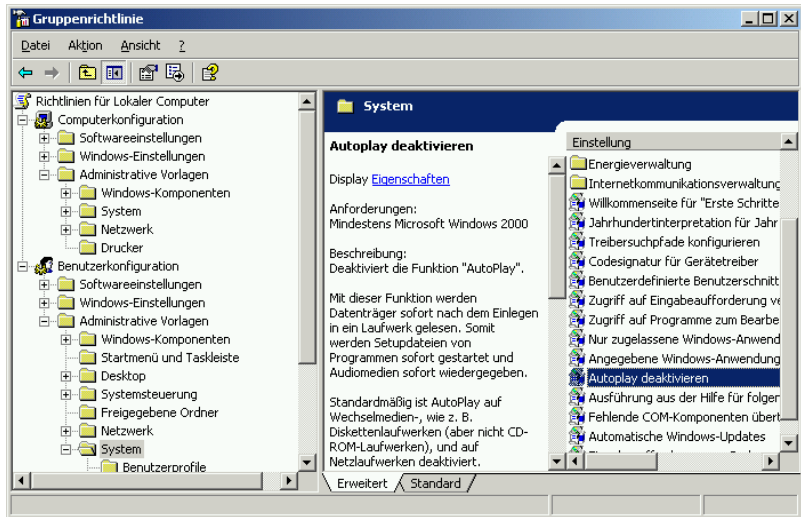 Gruppenrichtlinie
Datei Aktion Ansicht ?
Richtlinien für Lokaler Computer
Computerkonfiguration
Softwareeinstellungen
Windows-Einstellungen
Administrative Vorlagen
Windows-Komponenten
System
Netzwerk
Drucker
Benutzerkonfiguration
Softwareeinstellungen
Windows-Einstellungen
Administrative Vorlagen
Windows-Komponenten
Startmenü und Taskleiste
Desktop
Systemsteuerung
Freigegebene Ordner
Netzwerk
System
Benutzerprofile
System
Autoplay deaktivieren
Display Eigenschaften
Anforderungen:
Mindestens Microsoft Windows 2000
Beschreibung:
Deaktiviert die Funktion "AutoPlay".
Mit dieser Funktion werden
Datenträger sofort nach dem Einlegen
in ein Laufwerk gelesen. Somit
werden Setupdateien von
Programmen sofort gestartet und
Audiomedien sofort wiedergegeben.
Standardmäßig ist AutoPlay auf
Wechselmedien-, wie z. B.
Diskettenlaufwerken (aber nicht CD-
ROM-Laufwerken), und auf
Netzlaufwerken deaktiviert.
Einstellung
Energieverwaltung
Internetkommunikationsverwaltung
Willkommenseite für "Erste Schritte
Jahrhundertinterpretation für Jahr
Treibersuchpfade konfigurieren
Codesignatur für Gerätetreiber
Benutzerdefinierte Benutzerschnitt
Zugriff auf Eingabeaufforderung ve
Zugriff auf Programme zum Bearbe
Nur zugelassene Windows-Anwend
Angegebene Windows-Anwendung
Autoplay deaktivieren
Ausführung aus der Hilfe für folger
Fehlende COM-Komponenten übert
Automatische Windows-Updates
Erweitert Standard